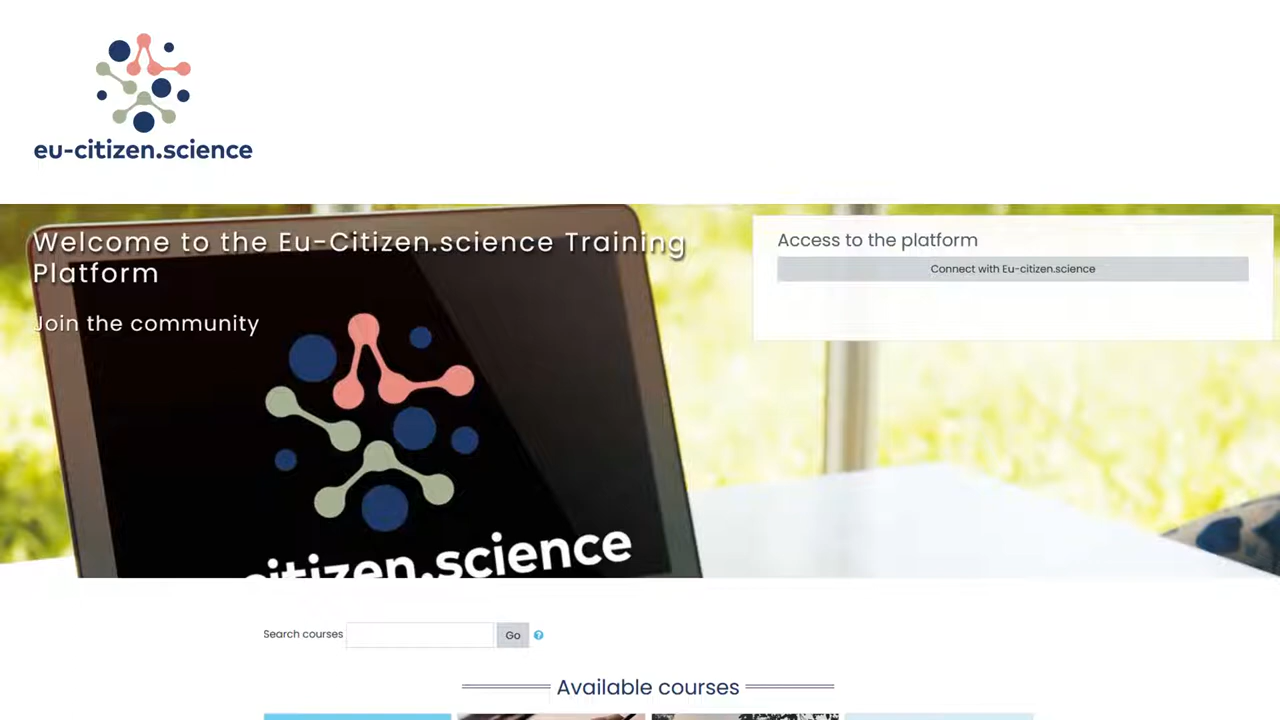 eu-citizen.science
Welcome to the Eu-Citizen.science Training
Platform
Join the community
Access to the platform
Connect with Eu-citizen.science
citizen.science
Search courses
Go
?
Available courses